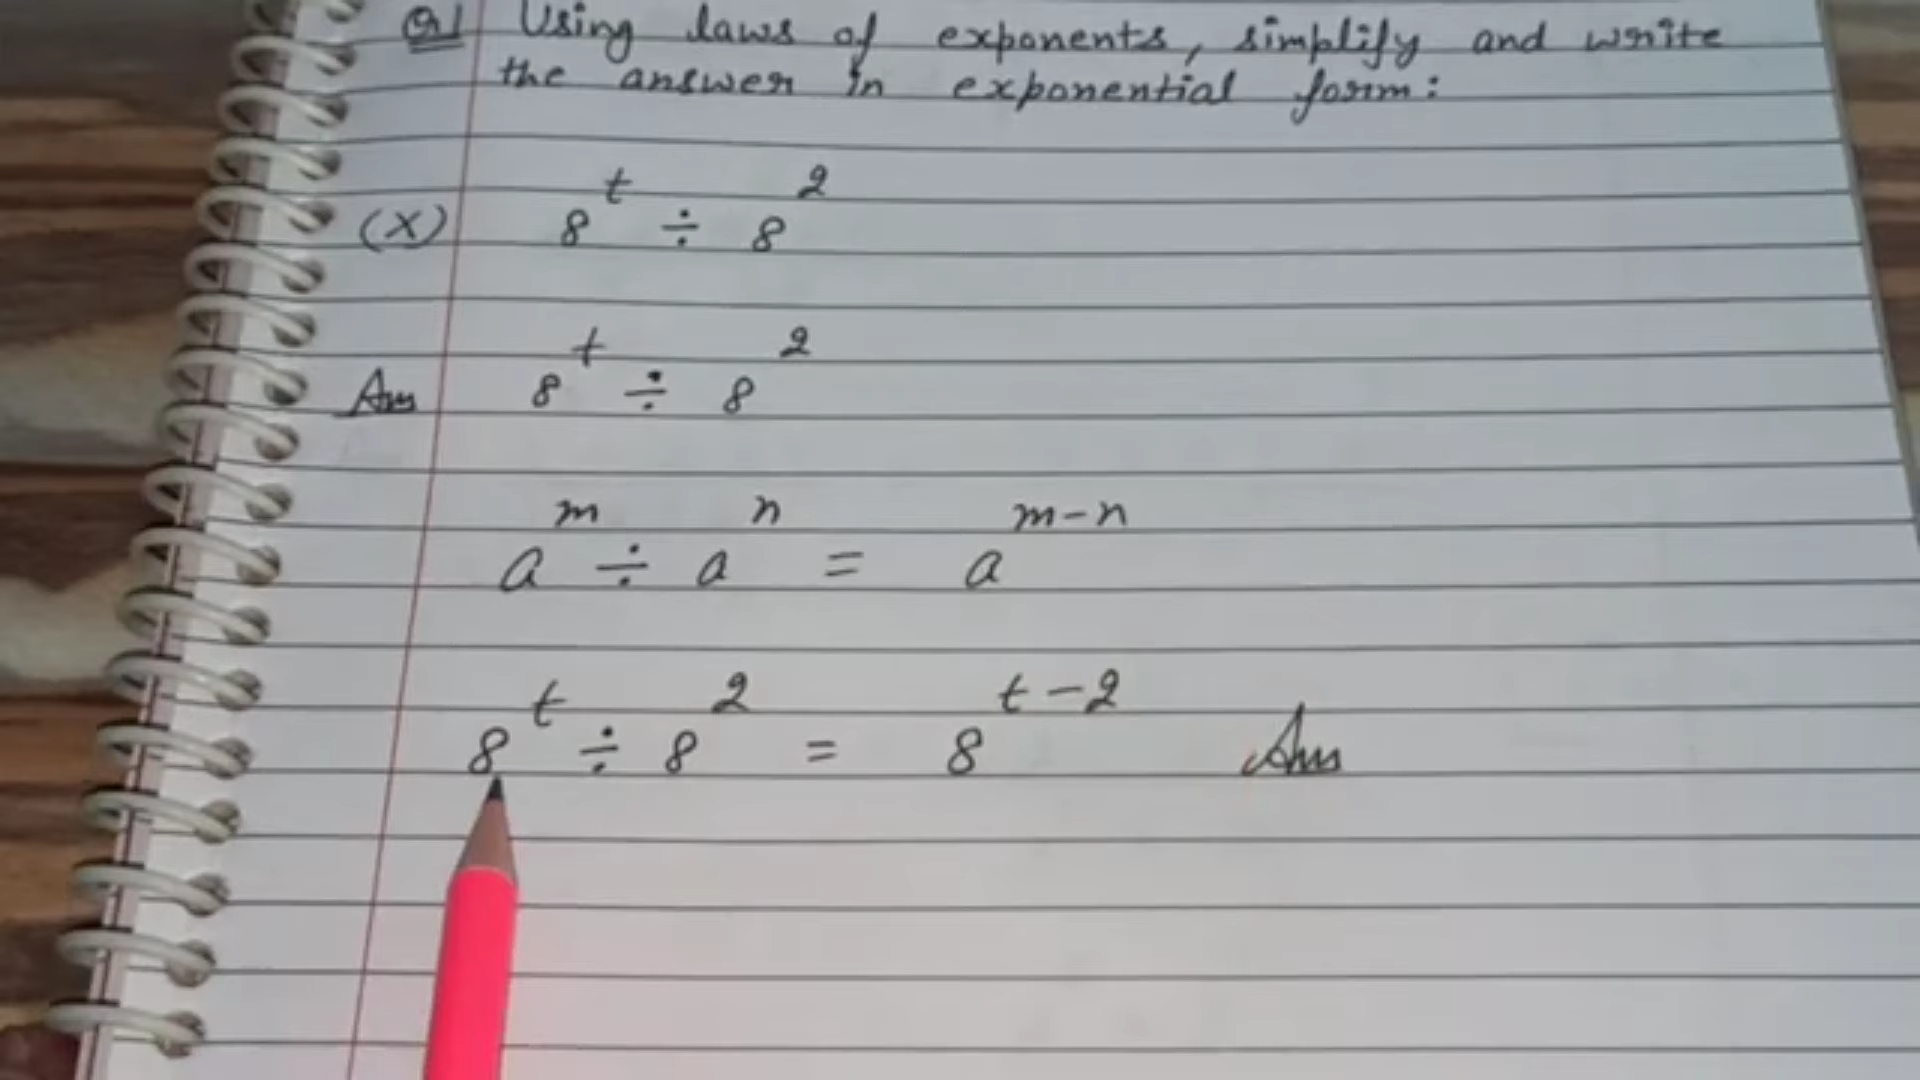 Q1 Using laws of exponents, simplify and write
the answer in exponential form:
(x) 8^t ÷ 8^2
Ans 8^t ÷ 8^2
a^m ÷ a^n = a^m-n
8^t ÷ 8^2 = 8^t-2 Ans